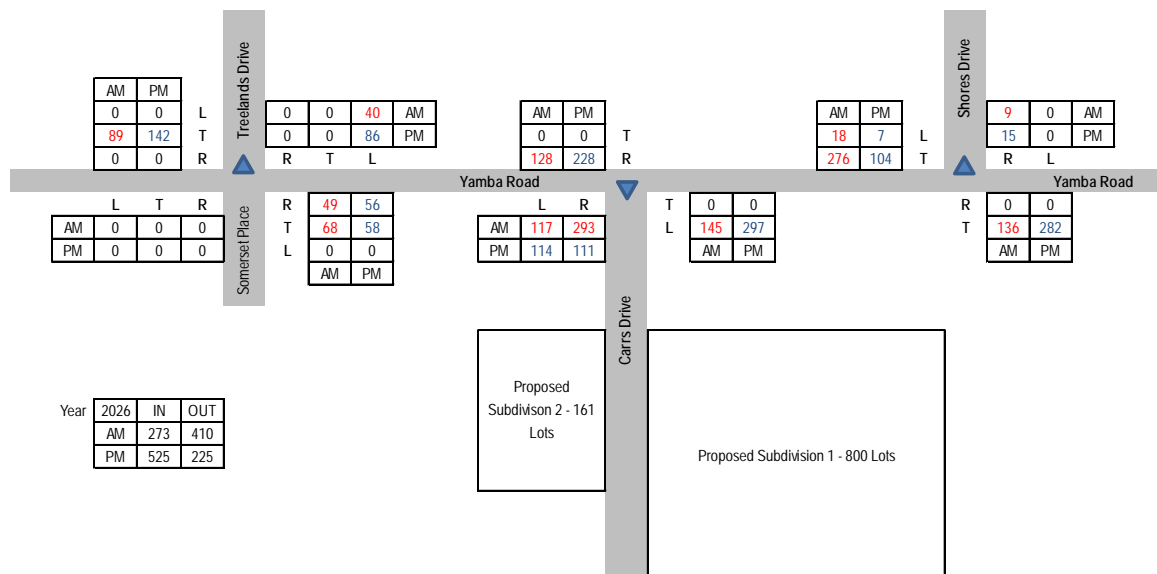 Treelands Drive
Shores Drive
AM PM
0 0 L
89 142 T
0 0 R
0 0 40 AM
0 0 86 PM
R T L
AM PM
0 0 T
128 228 R
AM PM
18 7 L
276 104 T
9 0 AM
15 0 PM
R L
Yamba Road
Yamba Road
L T R
AM 0 0 0
PM 0 0 0
Somerset Place
R 49 56
T 68 58
L 0 0
AM PM
L R
AM 117 293
PM 114 111
T 0 0
L 145 297
AM PM
R 0 0
T 136 282
AM PM
Carrs Drive
Proposed
Subdivison 2 - 161
Lots
Proposed Subdivision 1 - 800 Lots
Year 2026 IN OUT
AM 273 410
PM 525 225